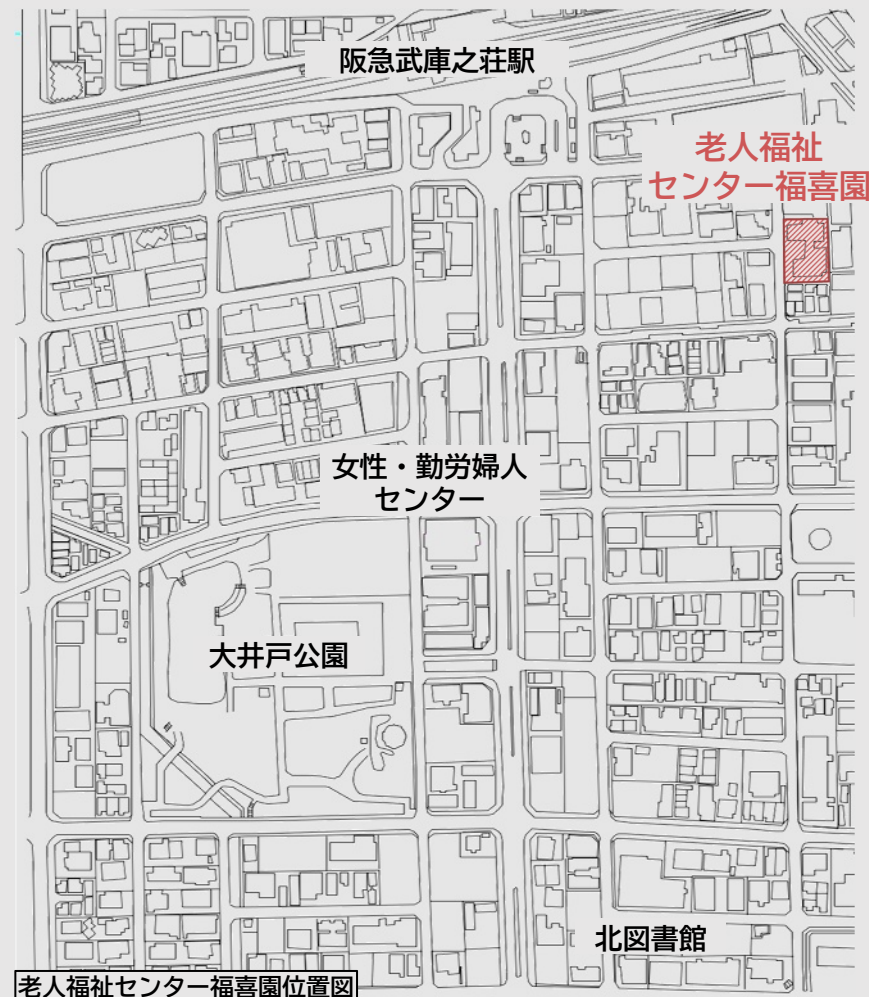 阪急武庫之荘駅
老人福祉
センター福喜園
女性・勤労婦人
センター
大井戸公園
北図書館
老人福祉センター福喜園位置図